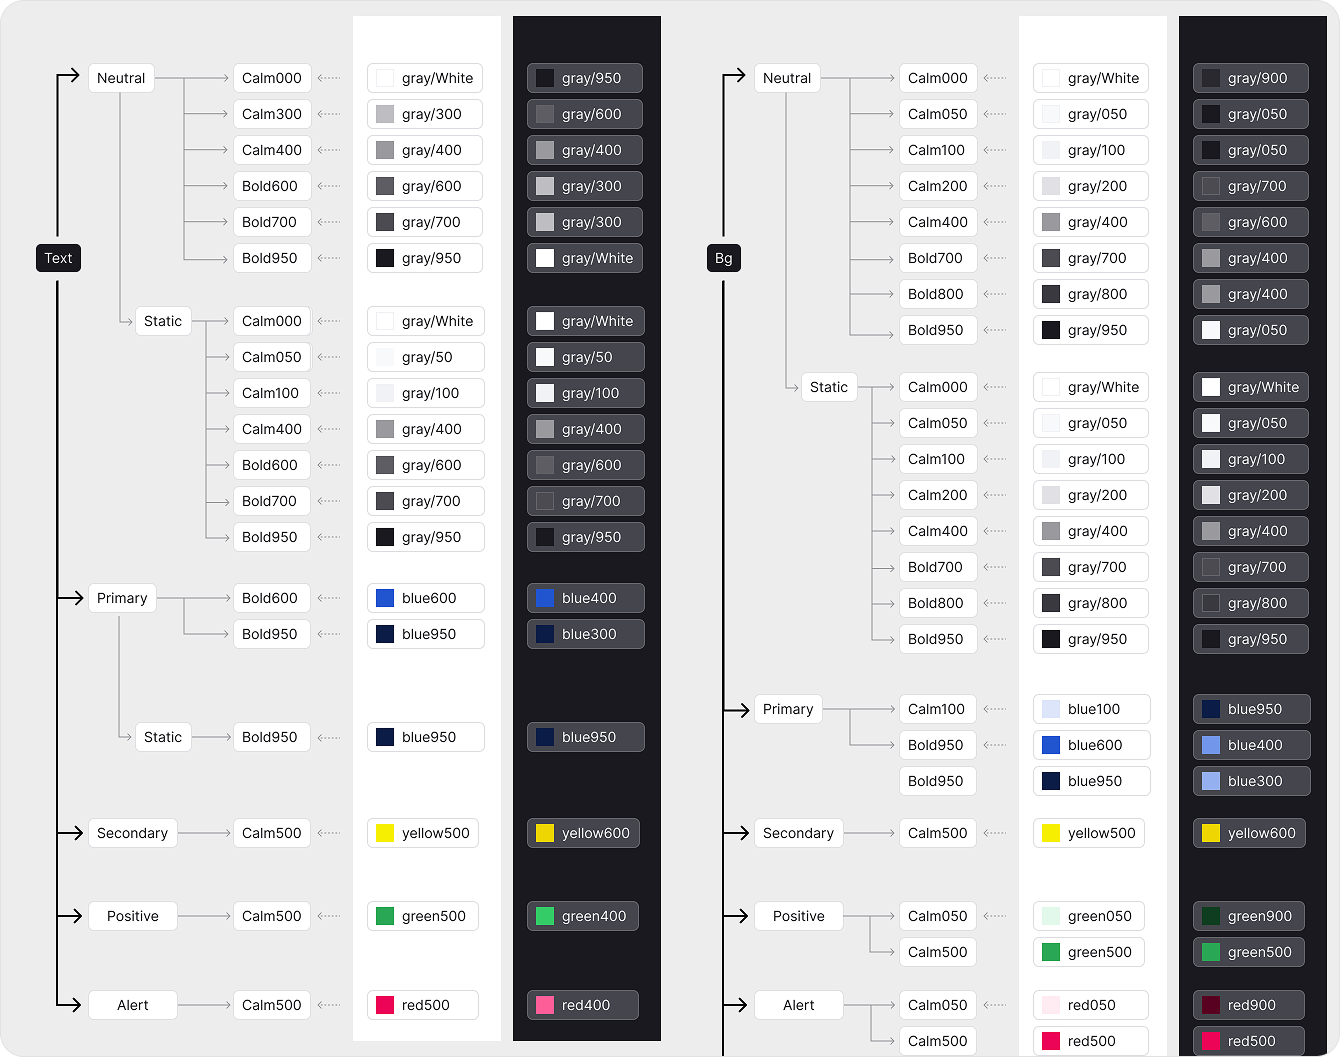 Text
Neutral
Calm000 gray/White gray/950
Calm300 gray/300 gray/600
Calm400 gray/400 gray/400
Bold600 gray/600 gray/300
Bold700 gray/700 gray/300
Bold950 gray/950 gray/White
Static
Calm000 gray/White gray/White
Calm050 gray/50 gray/50
Calm100 gray/100 gray/100
Calm400 gray/400 gray/400
Bold600 gray/600 gray/600
Bold700 gray/700 gray/700
Bold950 gray/950 gray/950
Primary
Bold600 blue600 blue400
Bold950 blue950 blue300
Static
Bold950 blue950 blue950
Secondary
Calm500 yellow500 yellow600
Positive
Calm500 green500 green400
Alert
Calm500 red500 red400
Bg
Neutral
Calm000 gray/White gray/900
Calm050 gray/050 gray/050
Calm100 gray/100 gray/050
Calm200 gray/200 gray/700
Calm400 gray/400 gray/600
Bold700 gray/700 gray/400
Bold800 gray/800 gray/400
Bold950 gray/950 gray/050
Static
Calm000 gray/White gray/White
Calm050 gray/050 gray/050
Calm100 gray/100 gray/100
Calm200 gray/200 gray/200
Calm400 gray/400 gray/400
Bold700 gray/700 gray/700
Bold800 gray/800 gray/800
Bold950 gray/950 gray/950
Primary
Calm100 blue100 blue950
Bold950 blue600 blue400
Bold950 blue950 blue300
Secondary
Calm500 yellow500 yellow600
Positive
Calm050 green050 green900
Calm500 green500 green500
Alert
Calm050 red050 red900
Calm500 red500 red500